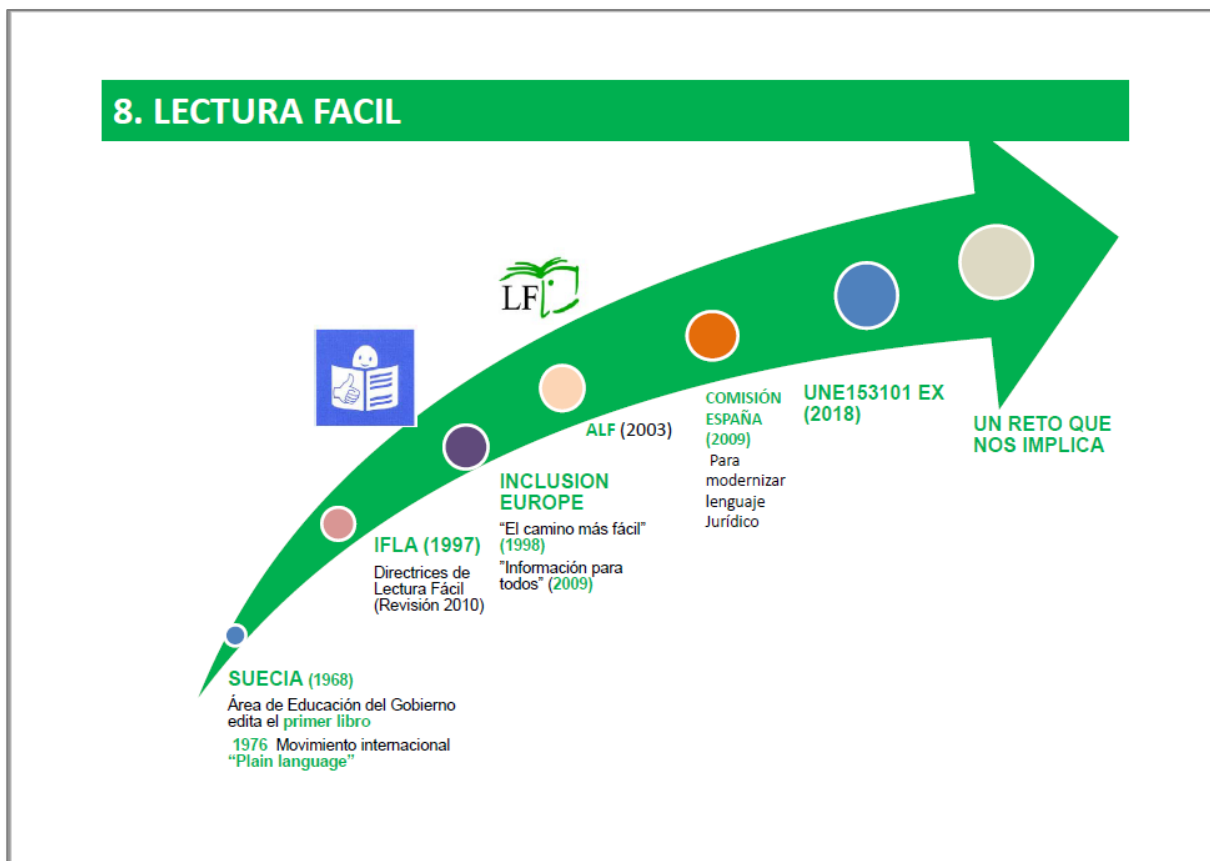 8. LECTURA FACIL
LF
SUECIA (1968)
Área de Educación del Gobierno
edita el primer libro
1976 Movimiento internacional
“Plain language”
IFLA (1997)
Directrices de
Lectura Fácil
(Revisión 2010)
INCLUSION
EUROPE
“El camino más fácil”
(1998)
”Información para
todos” (2009)
ALF (2003)
COMISIÓN
ESPAÑA
(2009)
Para
modernizar
lenguaje
Jurídico
UNE153101 EX
(2018)
UN RETO QUE
NOS IMPLICA